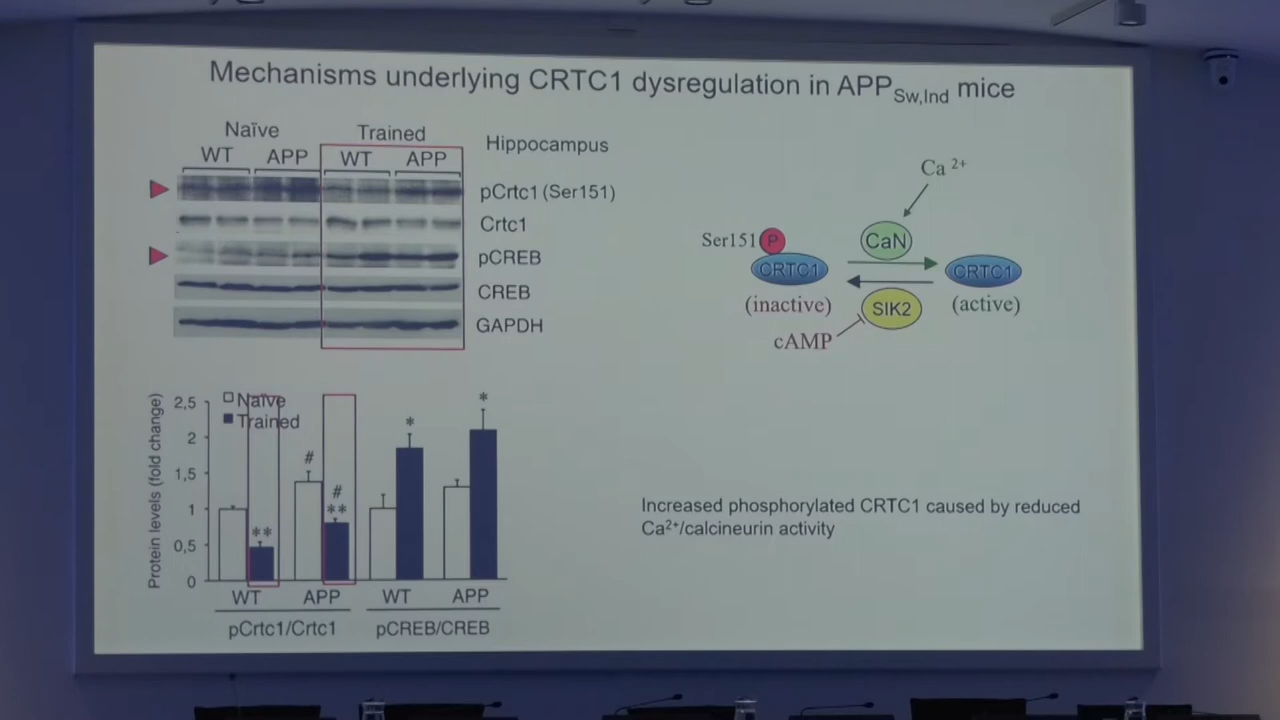 Mechanisms underlying CRTC1 dysregulation in APPSw,Ind mice
Naïve Trained
WT APP WT APP Hippocampus
pCrtc1 (Ser151)
Crtc1
pCREB
CREB
GAPDH
Ca 2+
Ser151 P CaN
CRTC1 CRTC1
(inactive) SIK2 (active)
cAMP
Protein levels (fold change)
2,5
2
1,5
1
0,5
0
Naïve
Trained
**
#
#
**
*
*
WT APP WT APP
pCrtc1/Crtc1 pCREB/CREB
Increased phosphorylated CRTC1 caused by reduced
Ca2+/calcineurin activity